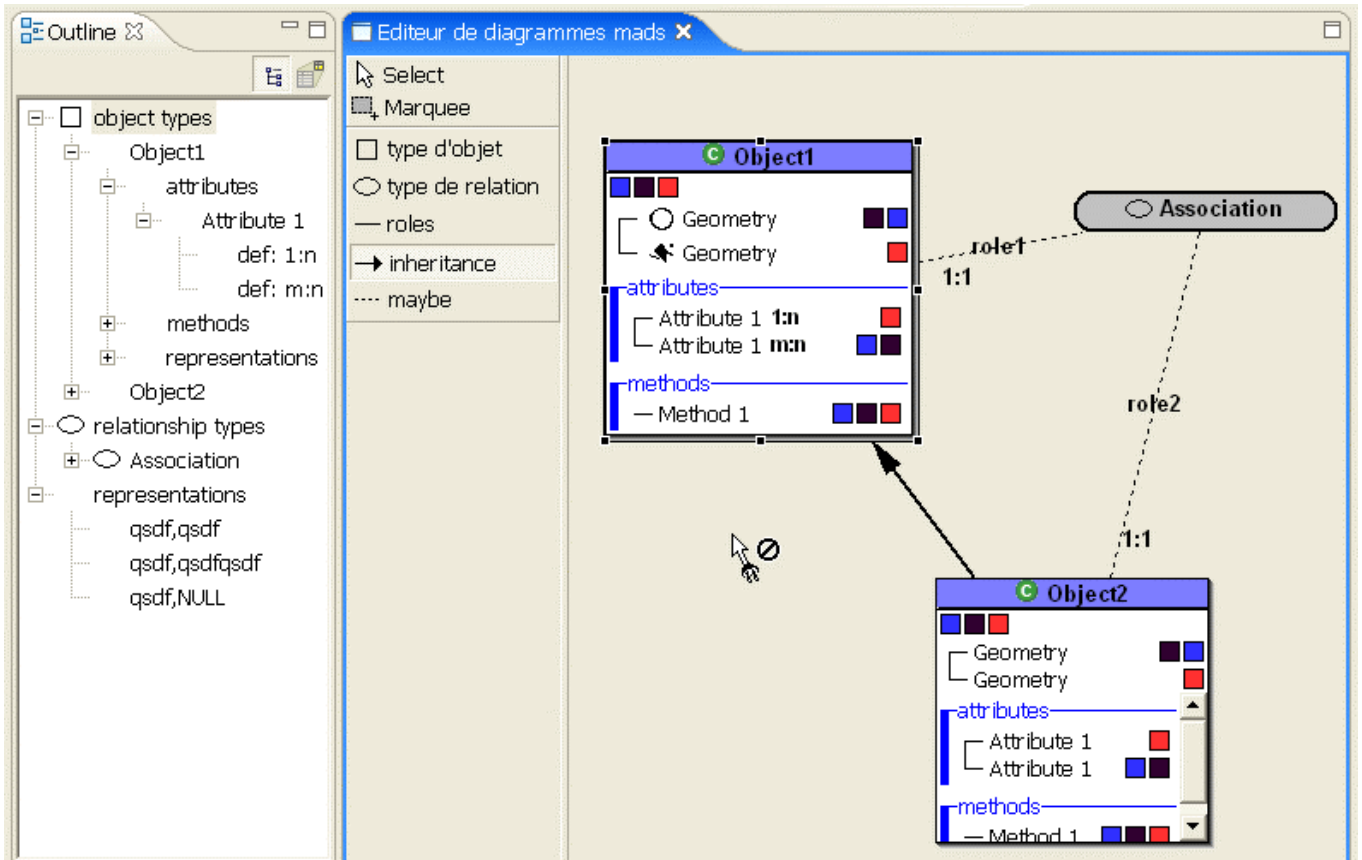 Outline
object types
Object1
attributes
Attribute 1
def: 1:n
def: m:n
methods
representations
Object2
relationship types
Association
representations
qsdf,qsdf
qsdf,qsdfqsdf
qsdf,NULL
Editeur de diagrammes mads
Select
Marquee
type d'objet
type de relation
roles
inheritance
maybe
C Object1
Geometry
Geometry
attributes
Attribute 1 1:n
Attribute 1 m:n
methods
Method 1
Association
role1
1:1
role2
1:1
C Object2
Geometry
Geometry
attributes
Attribute 1
Attribute 1
methods
Method 1